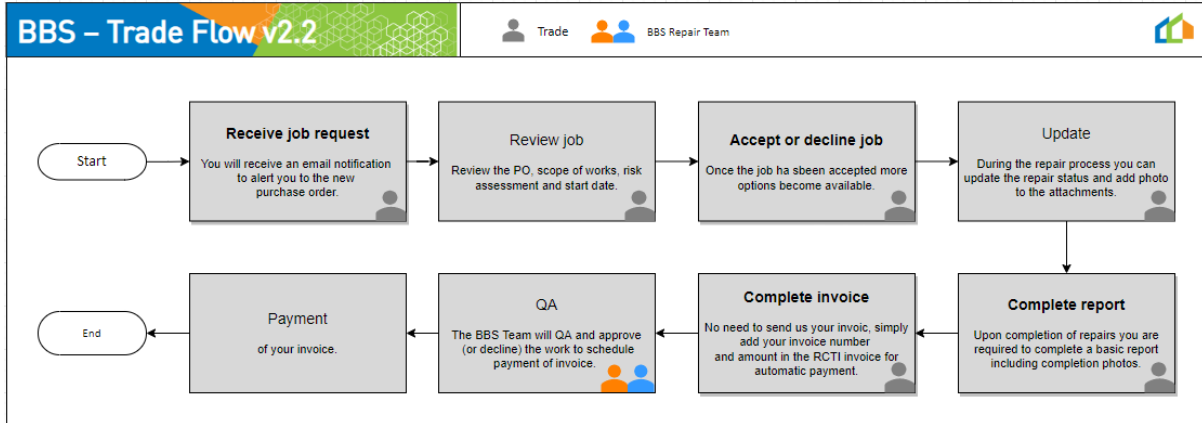 BBS – Trade Flow v2.2
Trade
BBS Repair Team
Start
Receive job request
You will receive an email notification
to alert you to the new
purchase order.
Review job
Review the PO, scope of works, risk
assessment and start date.
Accept or decline job
Once the job ha sbeen accepted more
options become available.
Update
During the repair process you can
update the repair status and add photo
to the attachments.
End
Payment
of your invoice.
QA
The BBS Team will QA and approve
(or decline) the work to schedule
payment of invoice.
Complete invoice
No need to send us your invoic, simply
add your invoice number
and amount in the RCTI invoice for
automatic payment.
Complete report
Upon completion of repairs you are
required to complete a basic report
including completion photos.